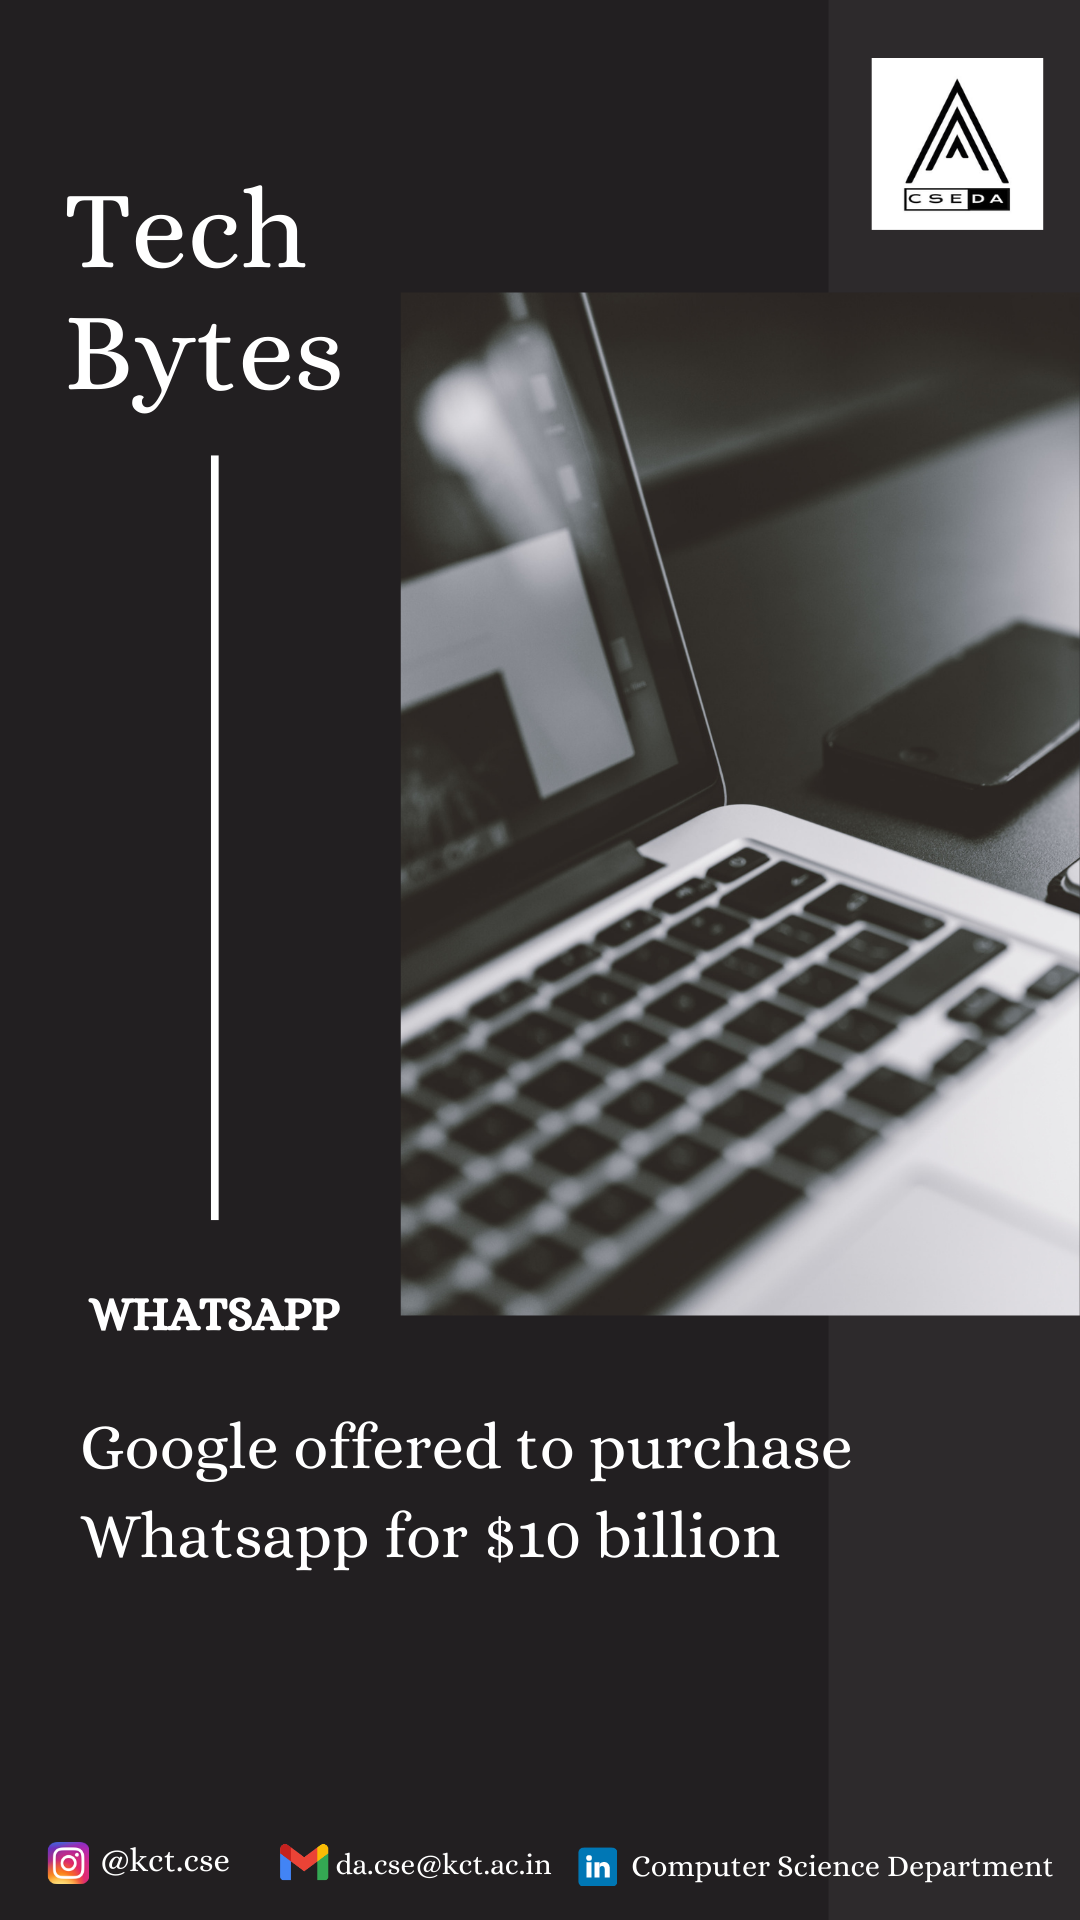 CSEDA
Tech
Bytes
WHATSAPP
Google offered to purchase
Whatsapp for $10 billion
@kct.cse
da.cse@kct.ac.in
in
Computer Science Department